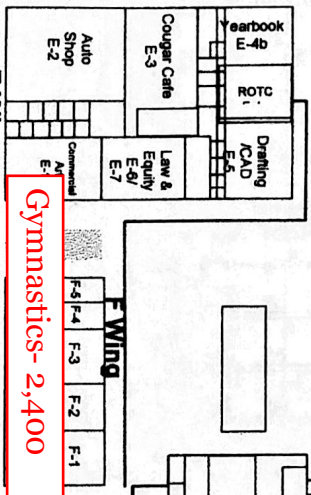 Yearbook
E-4b
ROTC
Drafting
/CAD
E-5
Cougar Cafe
E-3
Law &
Equity
E-6/
E-7
Auto
Shop
E-2
Commercial
F Wing
F-5
F-4
F-3
F-2
F-1
Gymnastics- 2,400